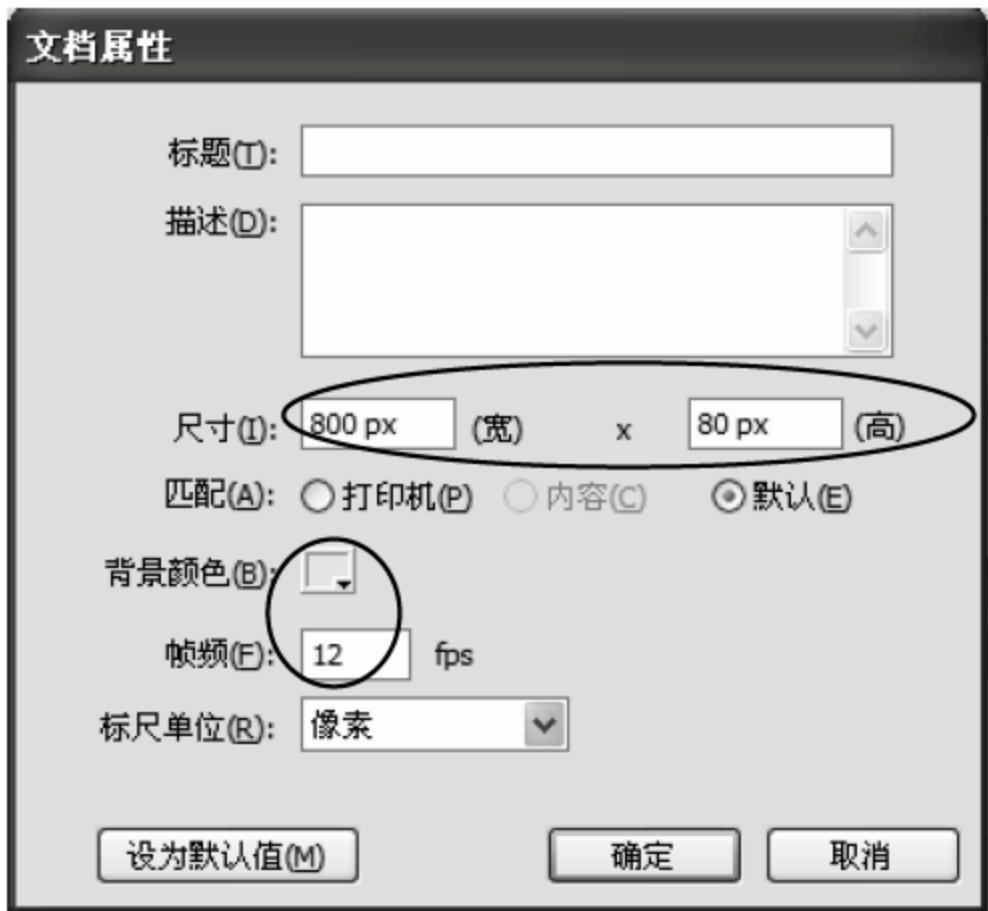 文档属性
标题(T):
描述(D):
尺寸(I): 800 px (宽) x 80 px (高)
匹配(A): 打印机(P) 内容(C) 默认(E)
背景颜色(B):
帧频(F): 12 fps
标尺单位(R): 像素
设为默认值(M) 确定 取消